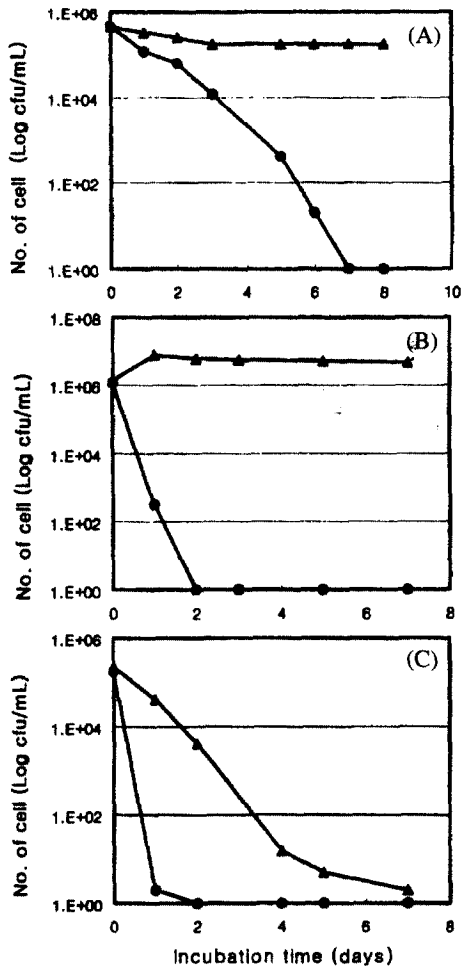 (A)
No. of cell (Log cfu/mL)
1.E+06
1.E+04
1.E+02
1.E+00
0 2 4 6 8 10
(B)
No. of cell (Log cfu/mL)
1.E+08
1.E+06
1.E+04
1.E+02
1.E+00
0 2 4 6 8
(C)
No. of cell (Log cfu/mL)
1.E+06
1.E+04
1.E+02
1.E+00
0 2 4 6 8
Incubation time (days)